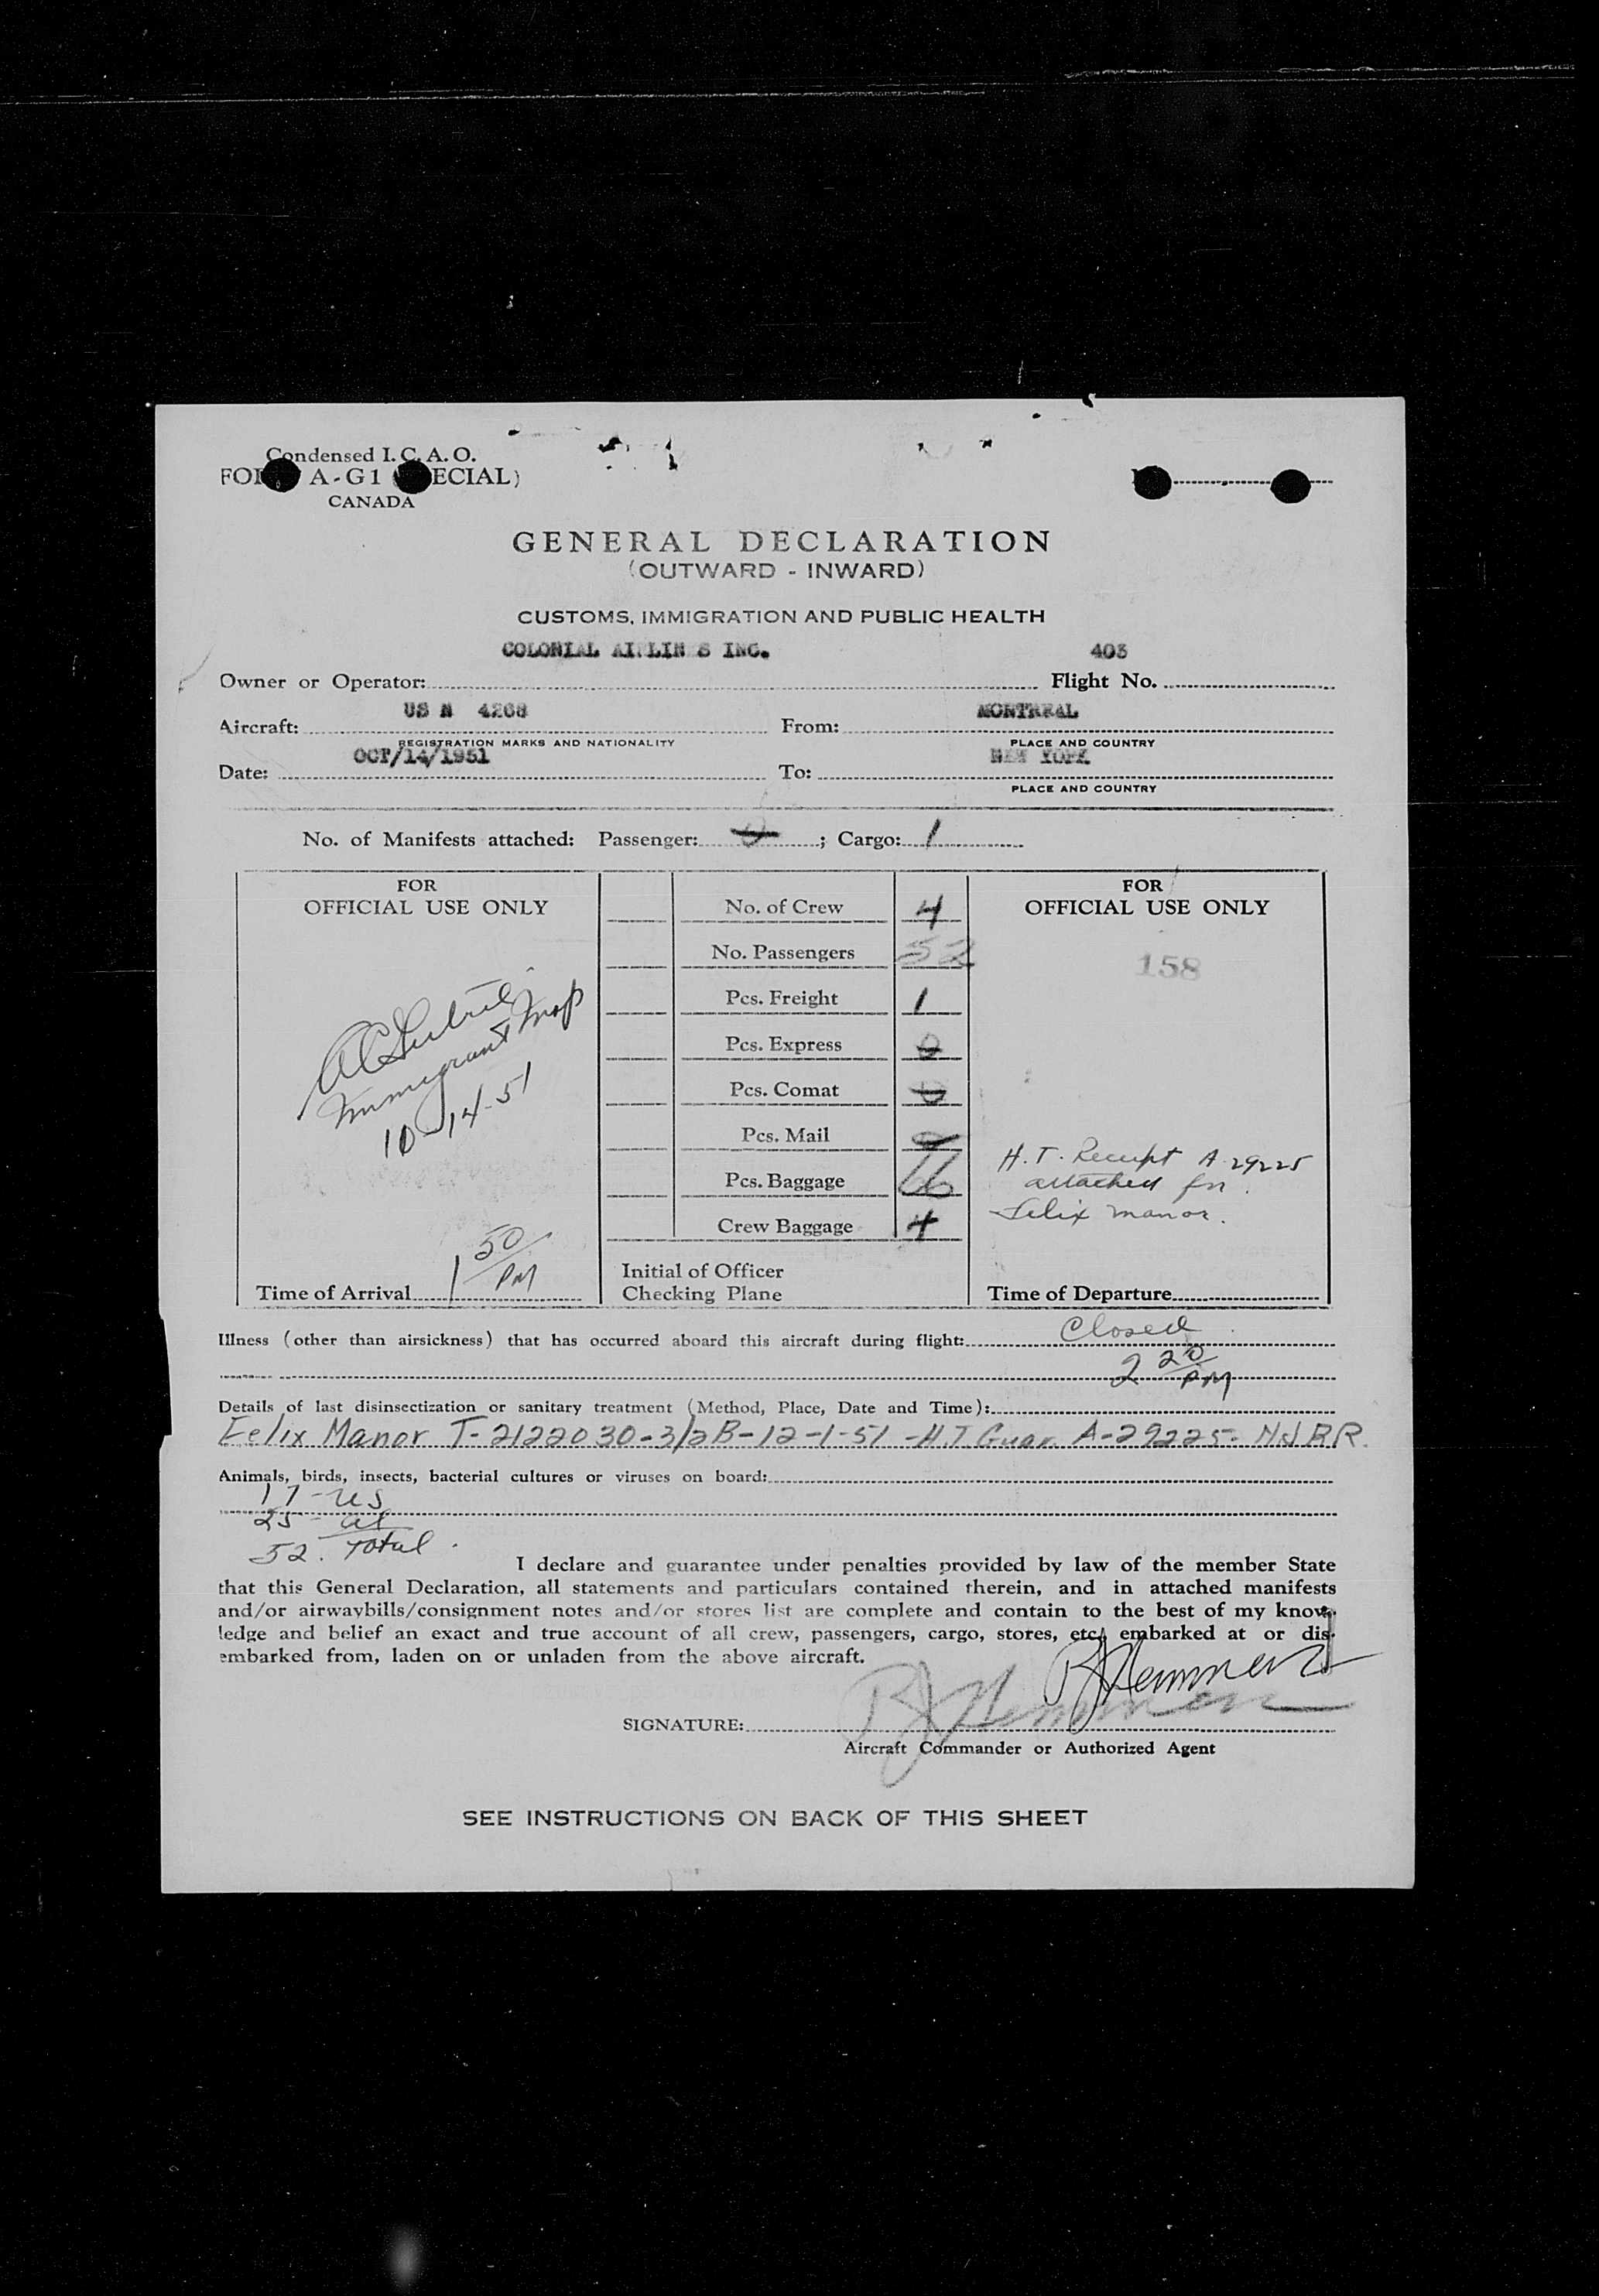 Condensed I. C. A. O.
A-G1
CANADA
GENERAL DECLARATION
(OUTWARD - INWARD)
CUSTOMS, IMMIGRATION AND PUBLIC HEALTH
COLONIAL AIRLINES INC. 403
Owner or Operator: Flight No.
US N 4268 MONTREAL
Aircraft: From:
REGISTRATION MARKS AND NATIONALITY PLACE AND COUNTRY
OCT/14/1951 NEW YORK
Date: To:
PLACE AND COUNTRY
No. of Manifests attached: Passenger: 0 ; Cargo: 1
FOR
OFFICIAL USE ONLY
10-14-51
Time of Arrival 1 50 PM
No. of Crew 4
No. Passengers 52
Pcs. Freight 1
Pcs. Express 0
Pcs. Comat 0
Pcs. Mail 0
Pcs. Baggage 76
Crew Baggage 4
Initial of Officer
Checking Plane
FOR
OFFICIAL USE ONLY
158
H.T. Receipt A-29225
attached for
Felix Manor.
Time of Departure
Illness (other than airsickness) that has occurred aboard this aircraft during flight: Closed
2 20 PM
Details of last disinsectization or sanitary treatment (Method, Place, Date and Time):
Felix Manor T-2122030-3/2B-12-1-51-H.T Guar. A-29225-
Animals, birds, insects, bacterial cultures or viruses on board:
17-US
al
52. Total.
I declare and guarantee under penalties provided by law of the member State
that this General Declaration, all statements and particulars contained therein, and in attached manifests
and/or airwaybills/consignment notes and/or stores list are complete and contain to the best of my know-
ledge and belief an exact and true account of all crew, passengers, cargo, stores, etc., embarked at or dis-
embarked from, laden on or unladen from the above aircraft.
SIGNATURE:
Aircraft Commander or Authorized Agent
SEE INSTRUCTIONS ON BACK OF THIS SHEET